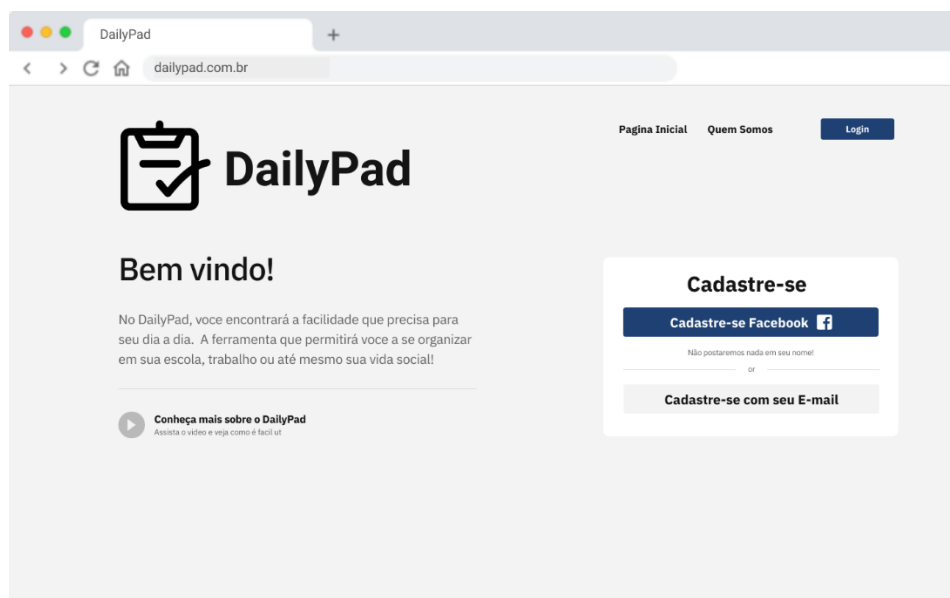 DailyPad
dailypad.com.br
Pagina Inicial
Quem Somos
Login
DailyPad
Bem vindo!
No DailyPad, voce encontrará a facilidade que precisa para
seu dia a dia. A ferramenta que permitirá voce a se organizar
em sua escola, trabalho ou até mesmo sua vida social!
Conheça mais sobre o DailyPad
Assista o video e veja como é facil ut
Cadastre-se
Cadastre-se Facebook
Não postaremos nada em seu nome!
or
Cadastre-se com seu E-mail